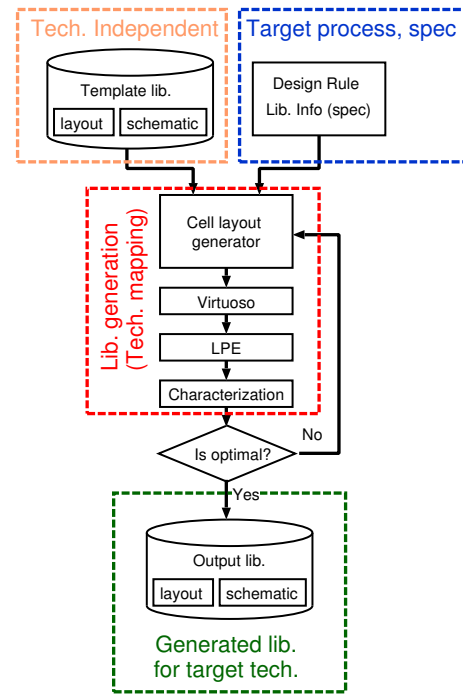 Tech. Independent
Target process, spec
Template lib.
layout
schematic
Design Rule
Lib. Info (spec)
Lib. generation
(Tech. mapping)
Cell layout
generator
Virtuoso
LPE
Characterization
Is optimal?
No
Yes
Output lib.
layout
schematic
Generated lib.
for target tech.